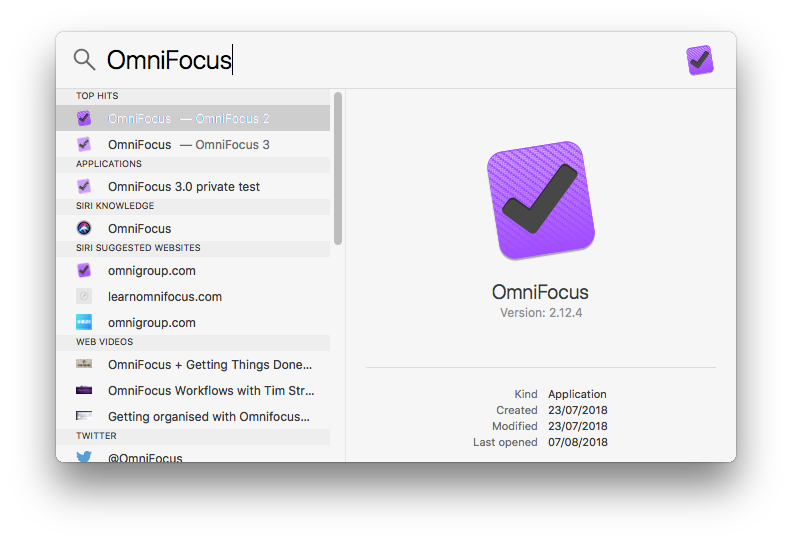 OmniFocus
TOP HITS
OmniFocus — OmniFocus 2
OmniFocus — OmniFocus 3
APPLICATIONS
OmniFocus 3.0 private test
SIRI KNOWLEDGE
OmniFocus
SIRI SUGGESTED WEBSITES
omnigroup.com
learnomnifocus.com
omnigroup.com
WEB VIDEOS
OmniFocus + Getting Things Done...
OmniFocus Workflows with Tim Str...
Getting organised with Omnifocus...
TWITTER
@OmniFocus
OmniFocus
Version: 2.12.4
Kind Application
Created 23/07/2018
Modified 23/07/2018
Last opened 07/08/2018